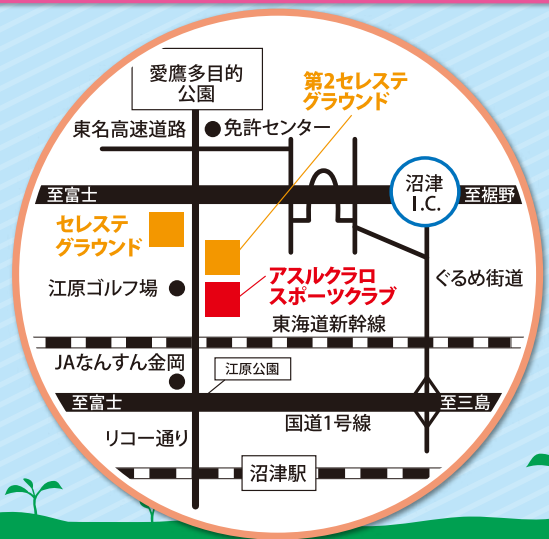 愛鷹多目的
公園
第2セレステ
グラウンド
東名高速道路
免許センター
沼津
I.C.
至富士
至裾野
セレステ
グラウンド
江原ゴルフ場
アスルクラロ
スポーツクラブ
ぐるめ街道
東海道新幹線
JAなんすん金岡
江原公園
至富士
至三島
国道1号線
リコー通り
沼津駅